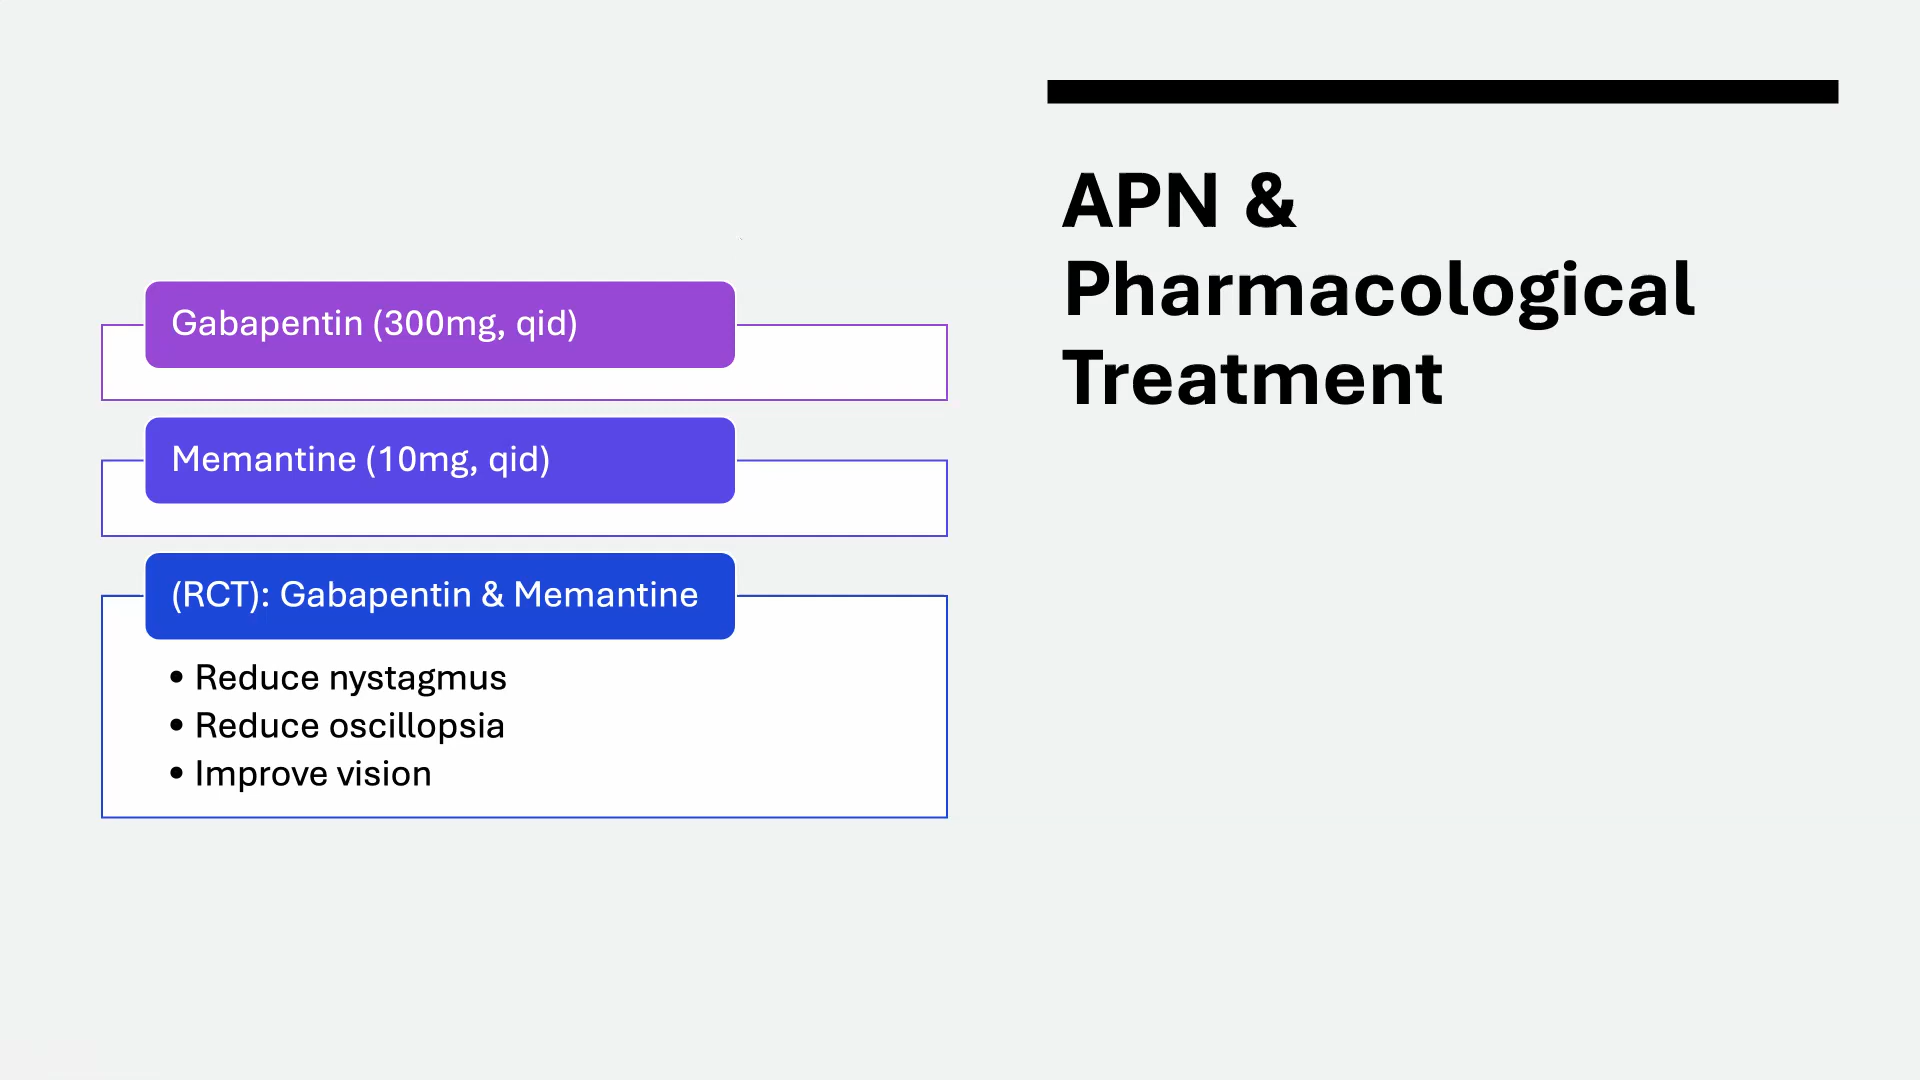 APN &
Pharmacological
Treatment
Gabapentin (300mg, qid)
Memantine (10mg, qid)
(RCT): Gabapentin & Memantine
• Reduce nystagmus
• Reduce oscillopsia
• Improve vision